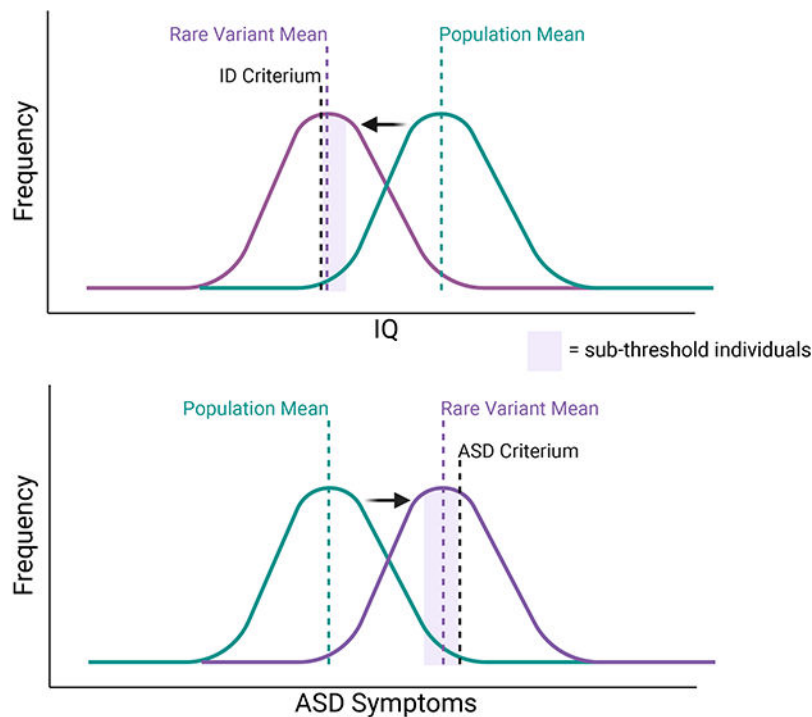 Rare Variant Mean
Population Mean
ID Criterium
Frequency
IQ
= sub-threshold individuals
Population Mean
Rare Variant Mean
ASD Criterium
Frequency
ASD Symptoms